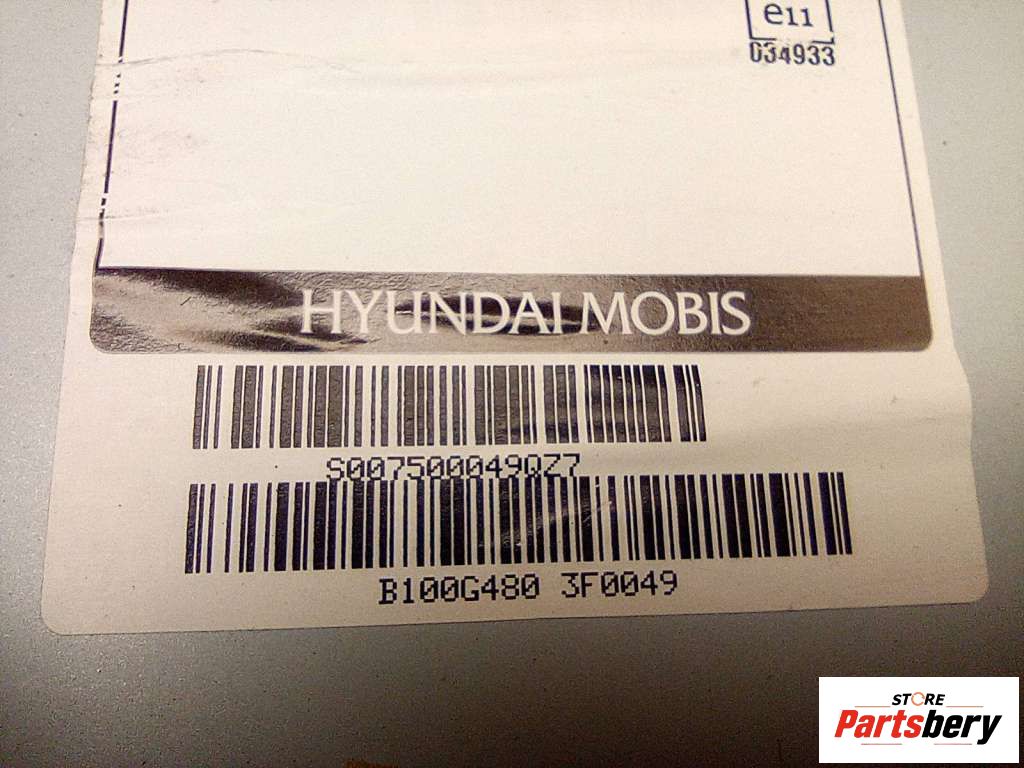 e11
034933
HYUNDAI MOBIS
S007500049QZ7
B100G480 3F0049
STORE
Partsbery